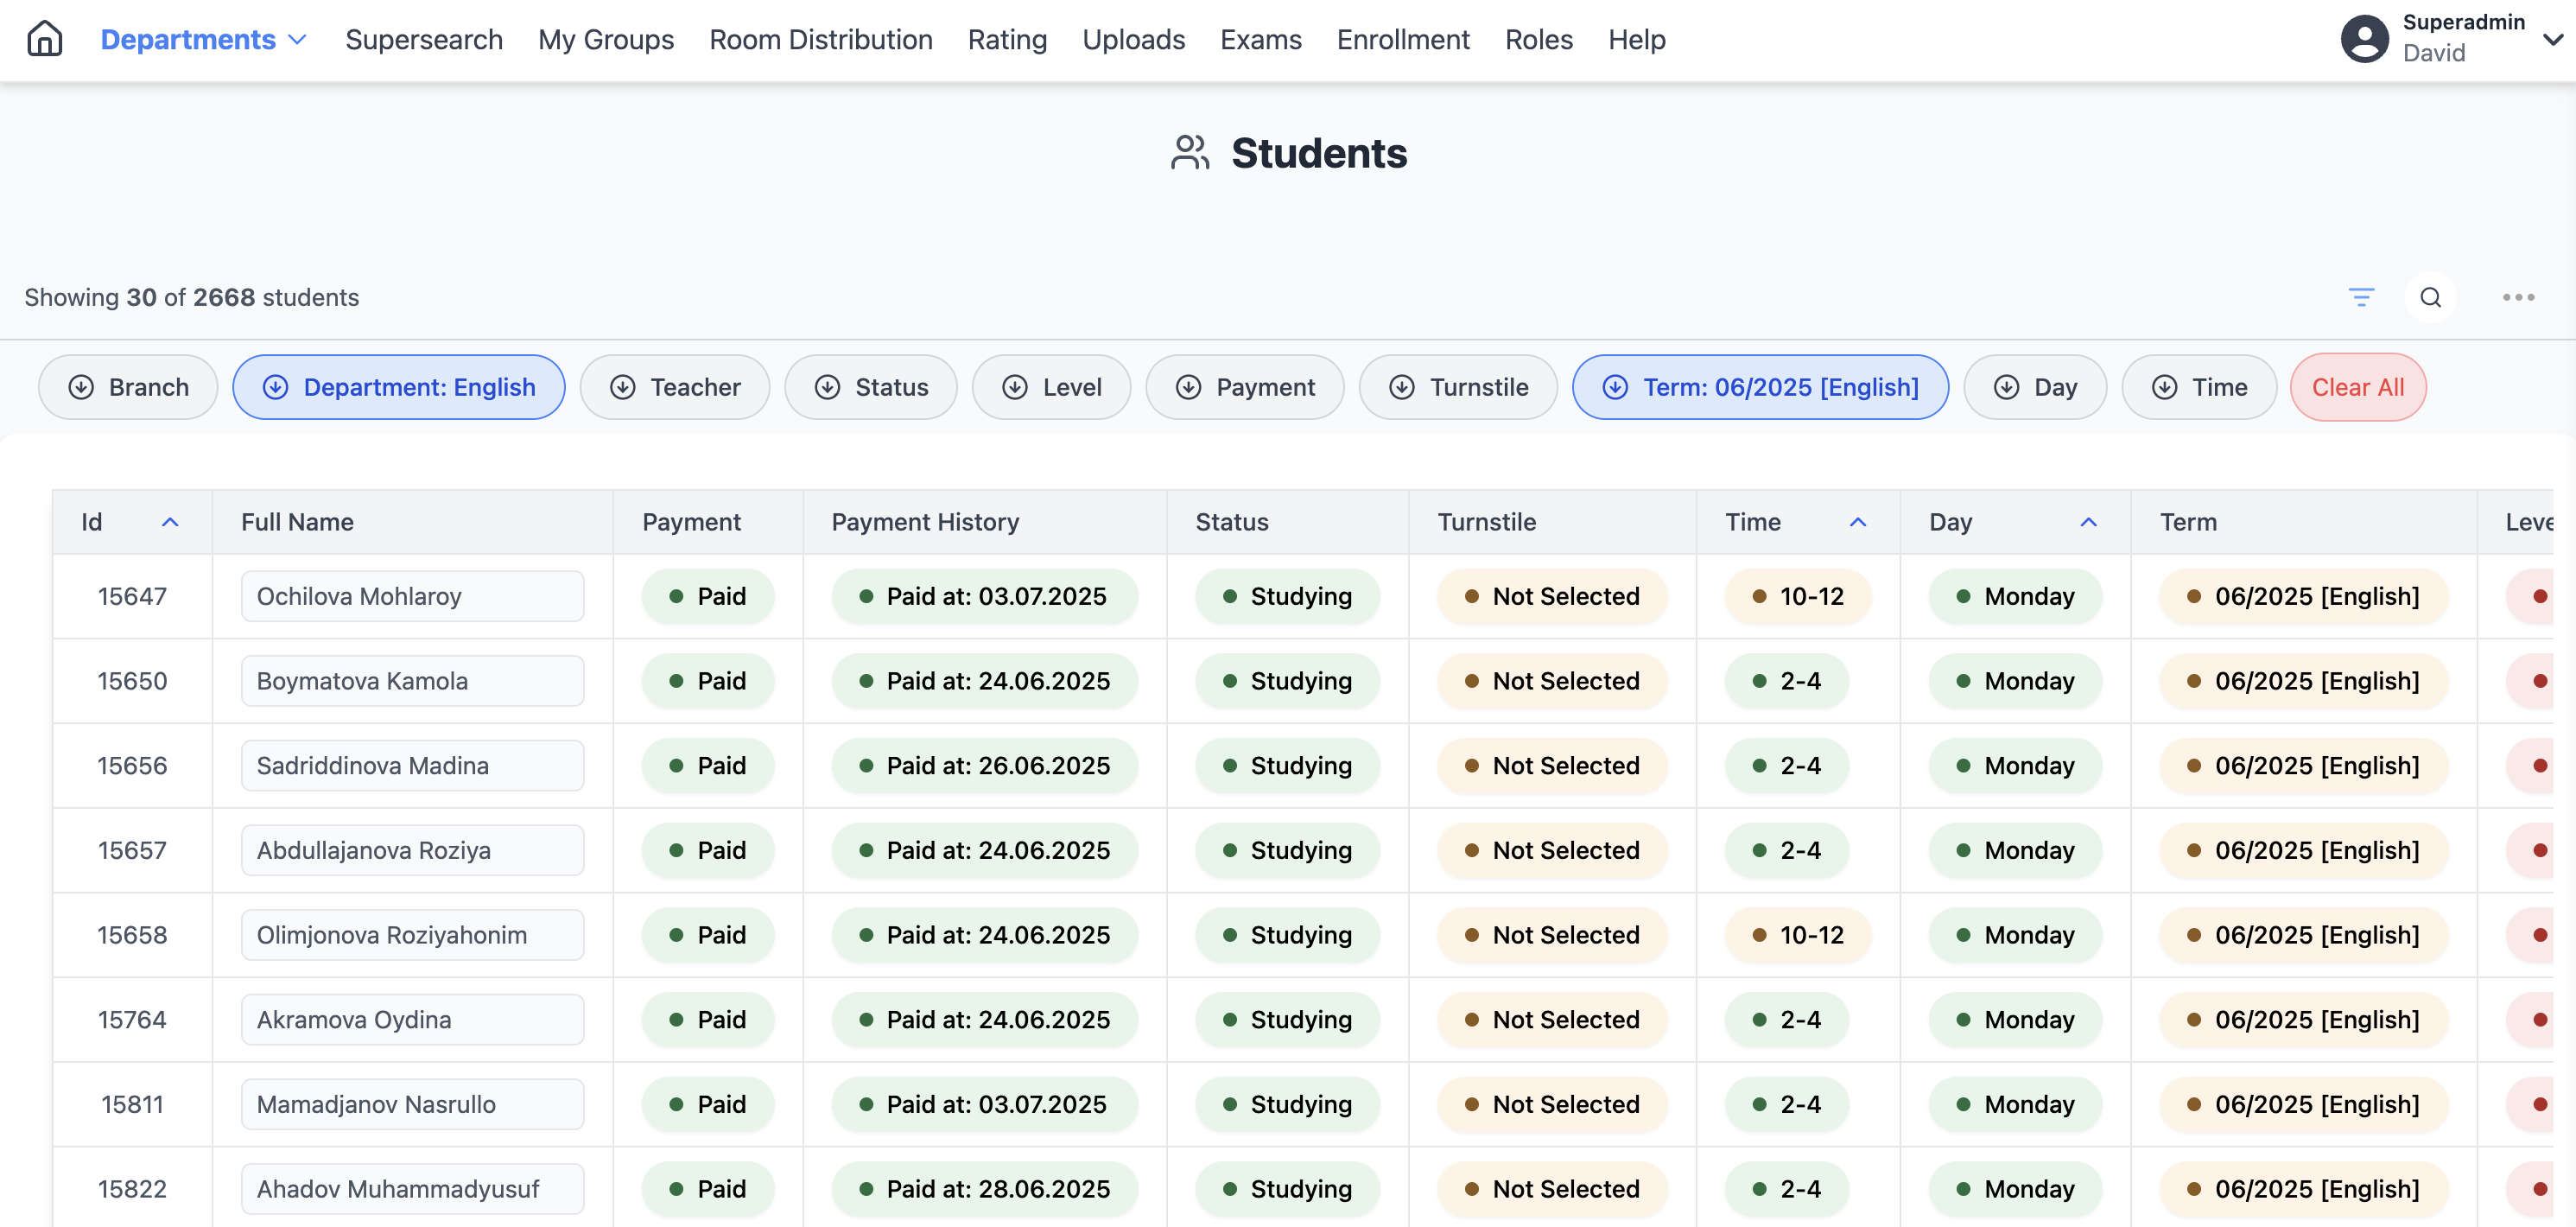 Departments Supersearch My Groups Room Distribution Rating Uploads Exams Enrollment Roles Help Superadmin
David
Students
Showing 30 of 2668 students
Branch Department: English Teacher Status Level Payment Turnstile Term: 06/2025 [English] Day Time Clear All
Id Full Name Payment Payment History Status Turnstile Time Day Term Leve
15647 Ochilova Mohlaroy Paid Paid at: 03.07.2025 Studying Not Selected 10-12 Monday 06/2025 [English]
15650 Boymatova Kamola Paid Paid at: 24.06.2025 Studying Not Selected 2-4 Monday 06/2025 [English]
15656 Sadriddinova Madina Paid Paid at: 26.06.2025 Studying Not Selected 2-4 Monday 06/2025 [English]
15657 Abdullajanova Roziya Paid Paid at: 24.06.2025 Studying Not Selected 2-4 Monday 06/2025 [English]
15658 Olimjonova Roziyahonim Paid Paid at: 24.06.2025 Studying Not Selected 10-12 Monday 06/2025 [English]
15764 Akramova Oydina Paid Paid at: 24.06.2025 Studying Not Selected 2-4 Monday 06/2025 [English]
15811 Mamadjanov Nasrullo Paid Paid at: 03.07.2025 Studying Not Selected 2-4 Monday 06/2025 [English]
15822 Ahadov Muhammadyusuf Paid Paid at: 28.06.2025 Studying Not Selected 2-4 Monday 06/2025 [English]